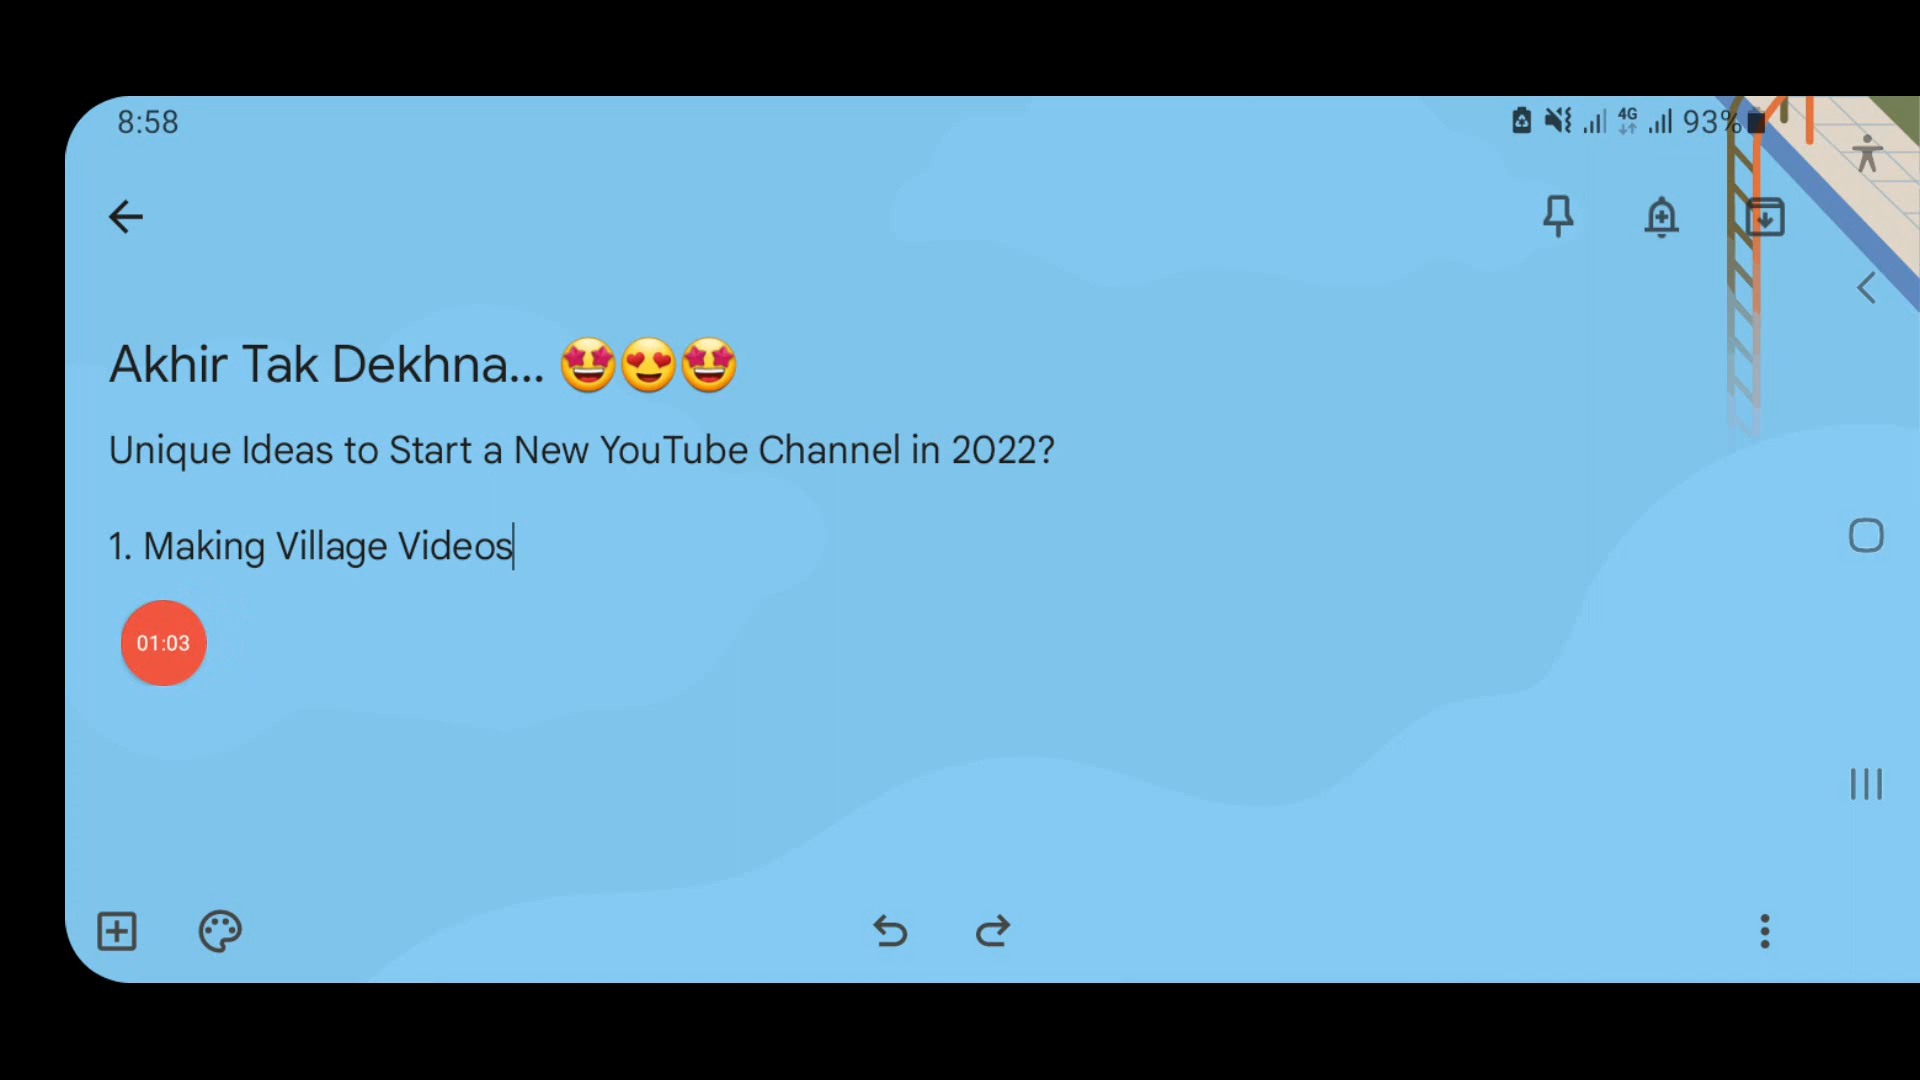 8:58
4G 93%
Akhir Tak Dekhna... 🤩😍🤩
Unique Ideas to Start a New YouTube Channel in 2022?
1. Making Village Videos
01:03